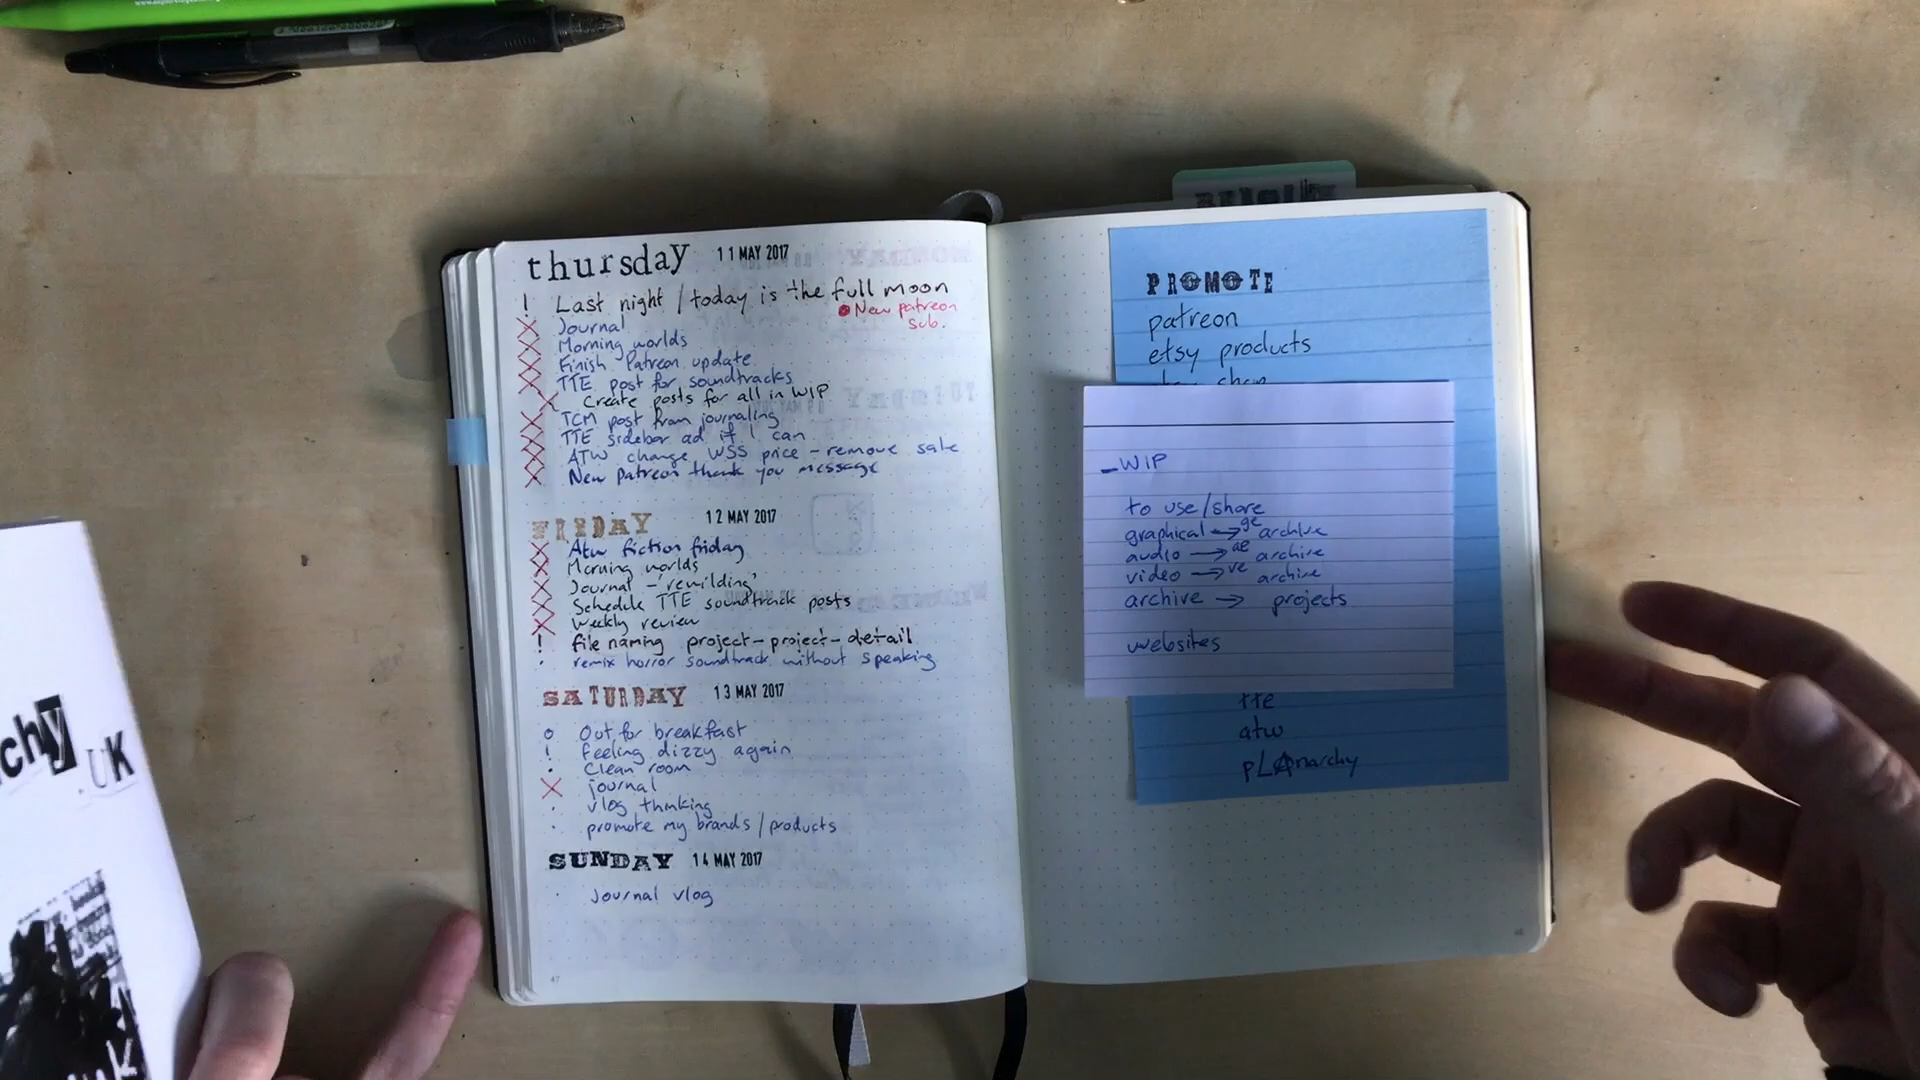 thursday 11 MAY 2017
! Last night / today is the full moon
● New patreon
sub.
X Journal
X Morning worlds
X Finish Patreon update
X TTE post for soundtracks
X Create posts for all in WIP
X TCM post from journaling
X TTE sidebar ad if I can
X ATW change WSS price - remove sale
X New Patreon thank you message
FRIDAY 12 MAY 2017
X Atw fiction friday
X Morning worlds
X Journal - 'rewilding'
X Schedule TTE soundtrack posts
X Weekly review
! file naming project-project-detail
· remix horror soundtrack without speaking
SATURDAY 13 MAY 2017
o Out for breakfast
! feeling dizzy again
· Clean room
X journal
· vlog thinking
· promote my brands / products
SUNDAY 14 MAY 2017
· Journal vlog
47
PROMOTE
patreon
etsy products
_WIP
to use/share
graphical → ge archive
audio → ae archive
video → ve archive
archive → projects
websites
tte
atw
pLAnarchy
chy
.UK